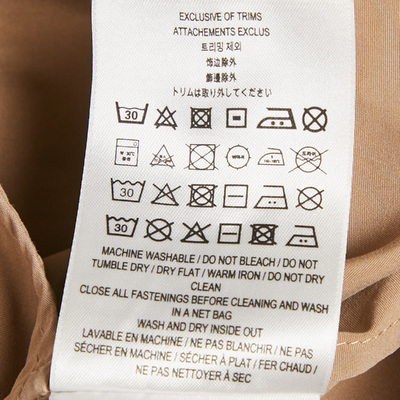 EXCLUSIVE OF TRIMS
ATTACHEMENTS EXCLUS
트리밍 제외
饰边除外
飾邊除外
トリムは取り外してください
30
30
30
MACHINE WASHABLE / DO NOT BLEACH / DO NOT
TUMBLE DRY / DRY FLAT / WARM IRON / DO NOT DRY
CLEAN
CLOSE ALL FASTENINGS BEFORE CLEANING AND WASH
IN A NET BAG
WASH AND DRY INSIDE OUT
LAVABLE EN MACHINE / NE PAS BLANCHIR / NE PAS
SÉCHER EN MACHINE / SÉCHER À PLAT / FER CHAUD /
NE PAS NETTOYER À SEC